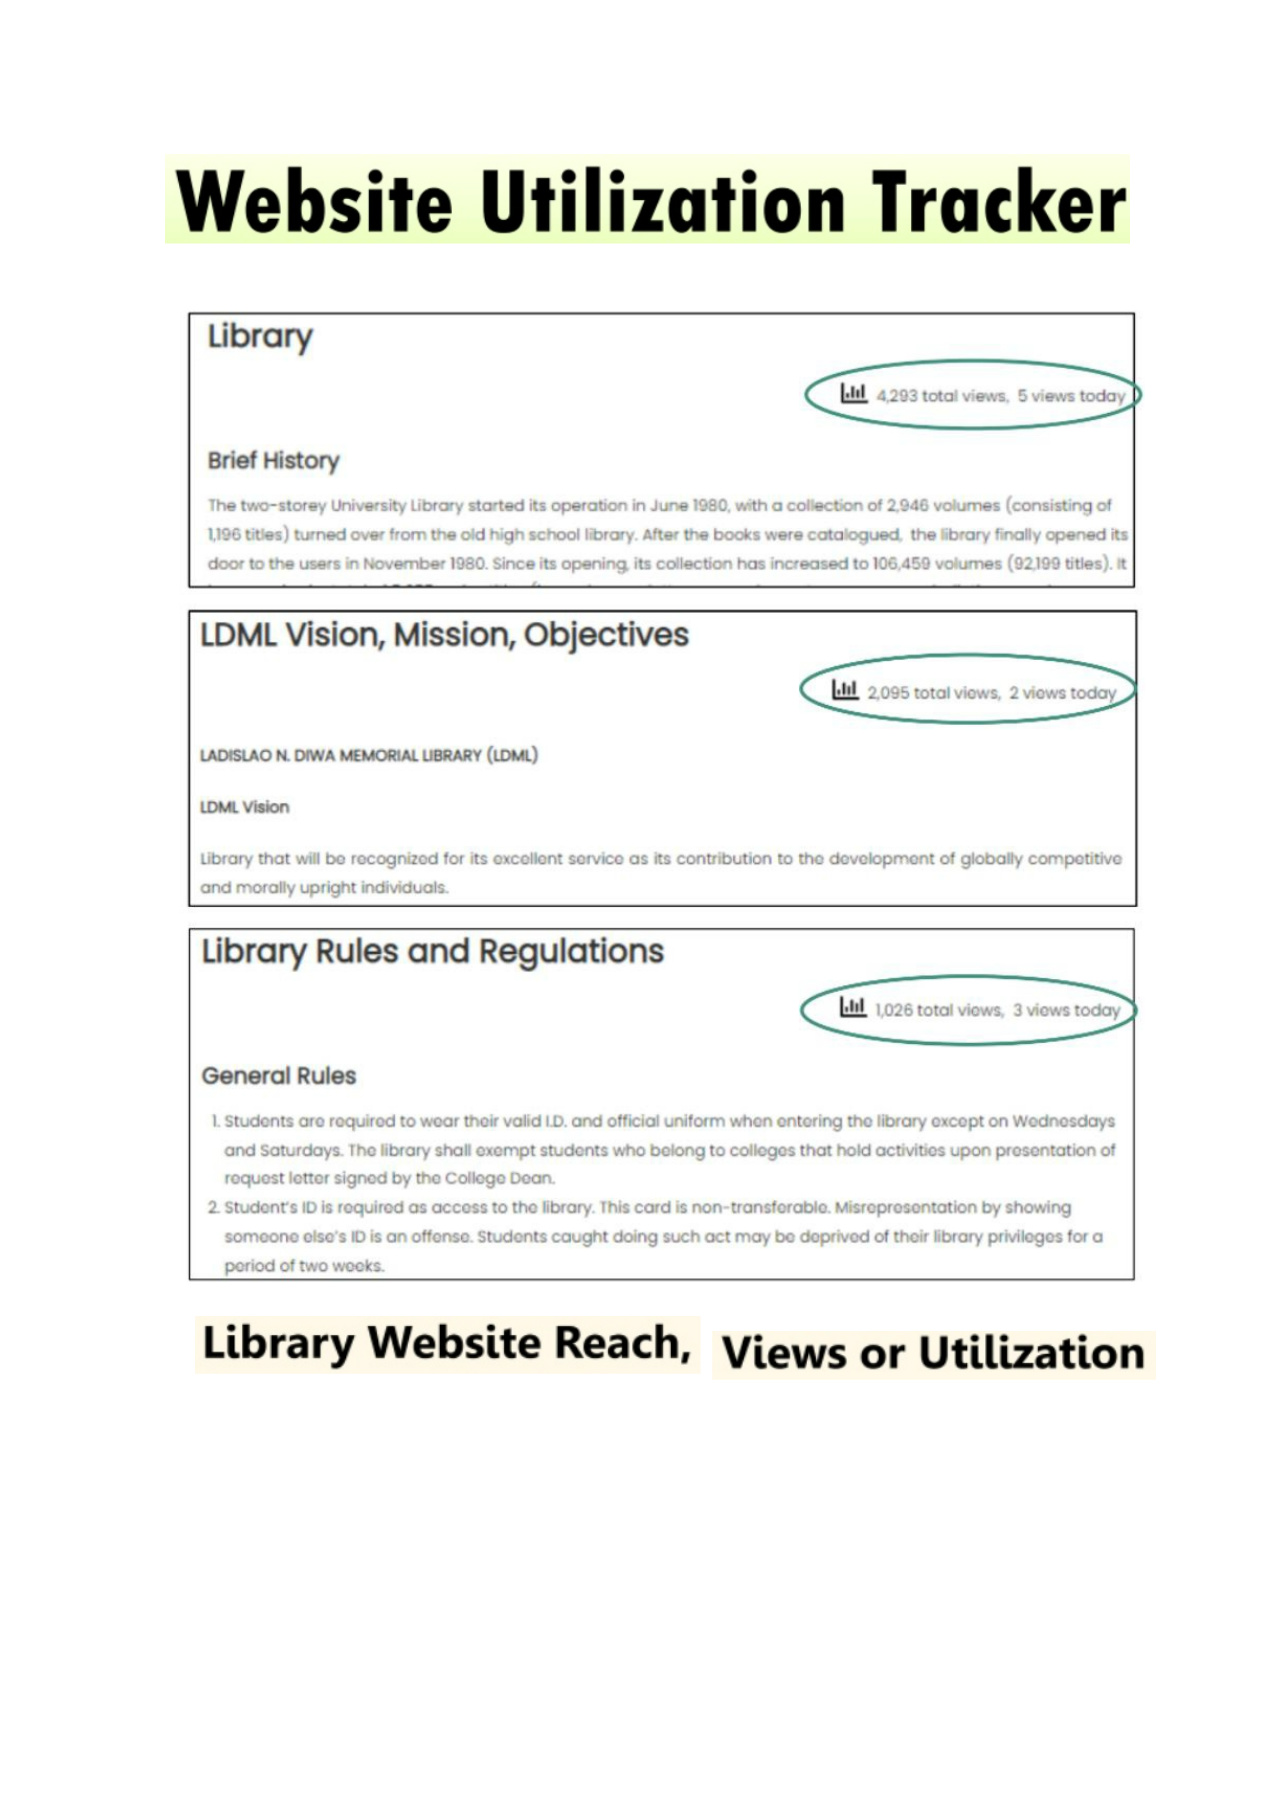 Website Utilization Tracker
Library
4,293 total views, 5 views today
Brief History
The two-storey University Library started its operation in June 1980, with a collection of 2,946 volumes (consisting of
1,196 titles) turned over from the old high school library. After the books were catalogued, the library finally opened its
door to the users in November 1980. Since its opening, its collection has increased to 106,459 volumes (92,199 titles). It
LDML Vision, Mission, Objectives
2,095 total views, 2 views today
LADISLAO N. DIWA MEMORIAL LIBRARY (LDML)
LDML Vision
Library that will be recognized for its excellent service as its contribution to the development of globally competitive
and morally upright individuals.
Library Rules and Regulations
1,026 total views, 3 views today
General Rules
1. Students are required to wear their valid I.D. and official uniform when entering the library except on Wednesdays
and Saturdays. The library shall exempt students who belong to colleges that hold activities upon presentation of
request letter signed by the College Dean.
2. Student's ID is required as access to the library. This card is non-transferable. Misrepresentation by showing
someone else's ID is an offense. Students caught doing such act may be deprived of their library privileges for a
period of two weeks.
Library Website Reach, Views or Utilization